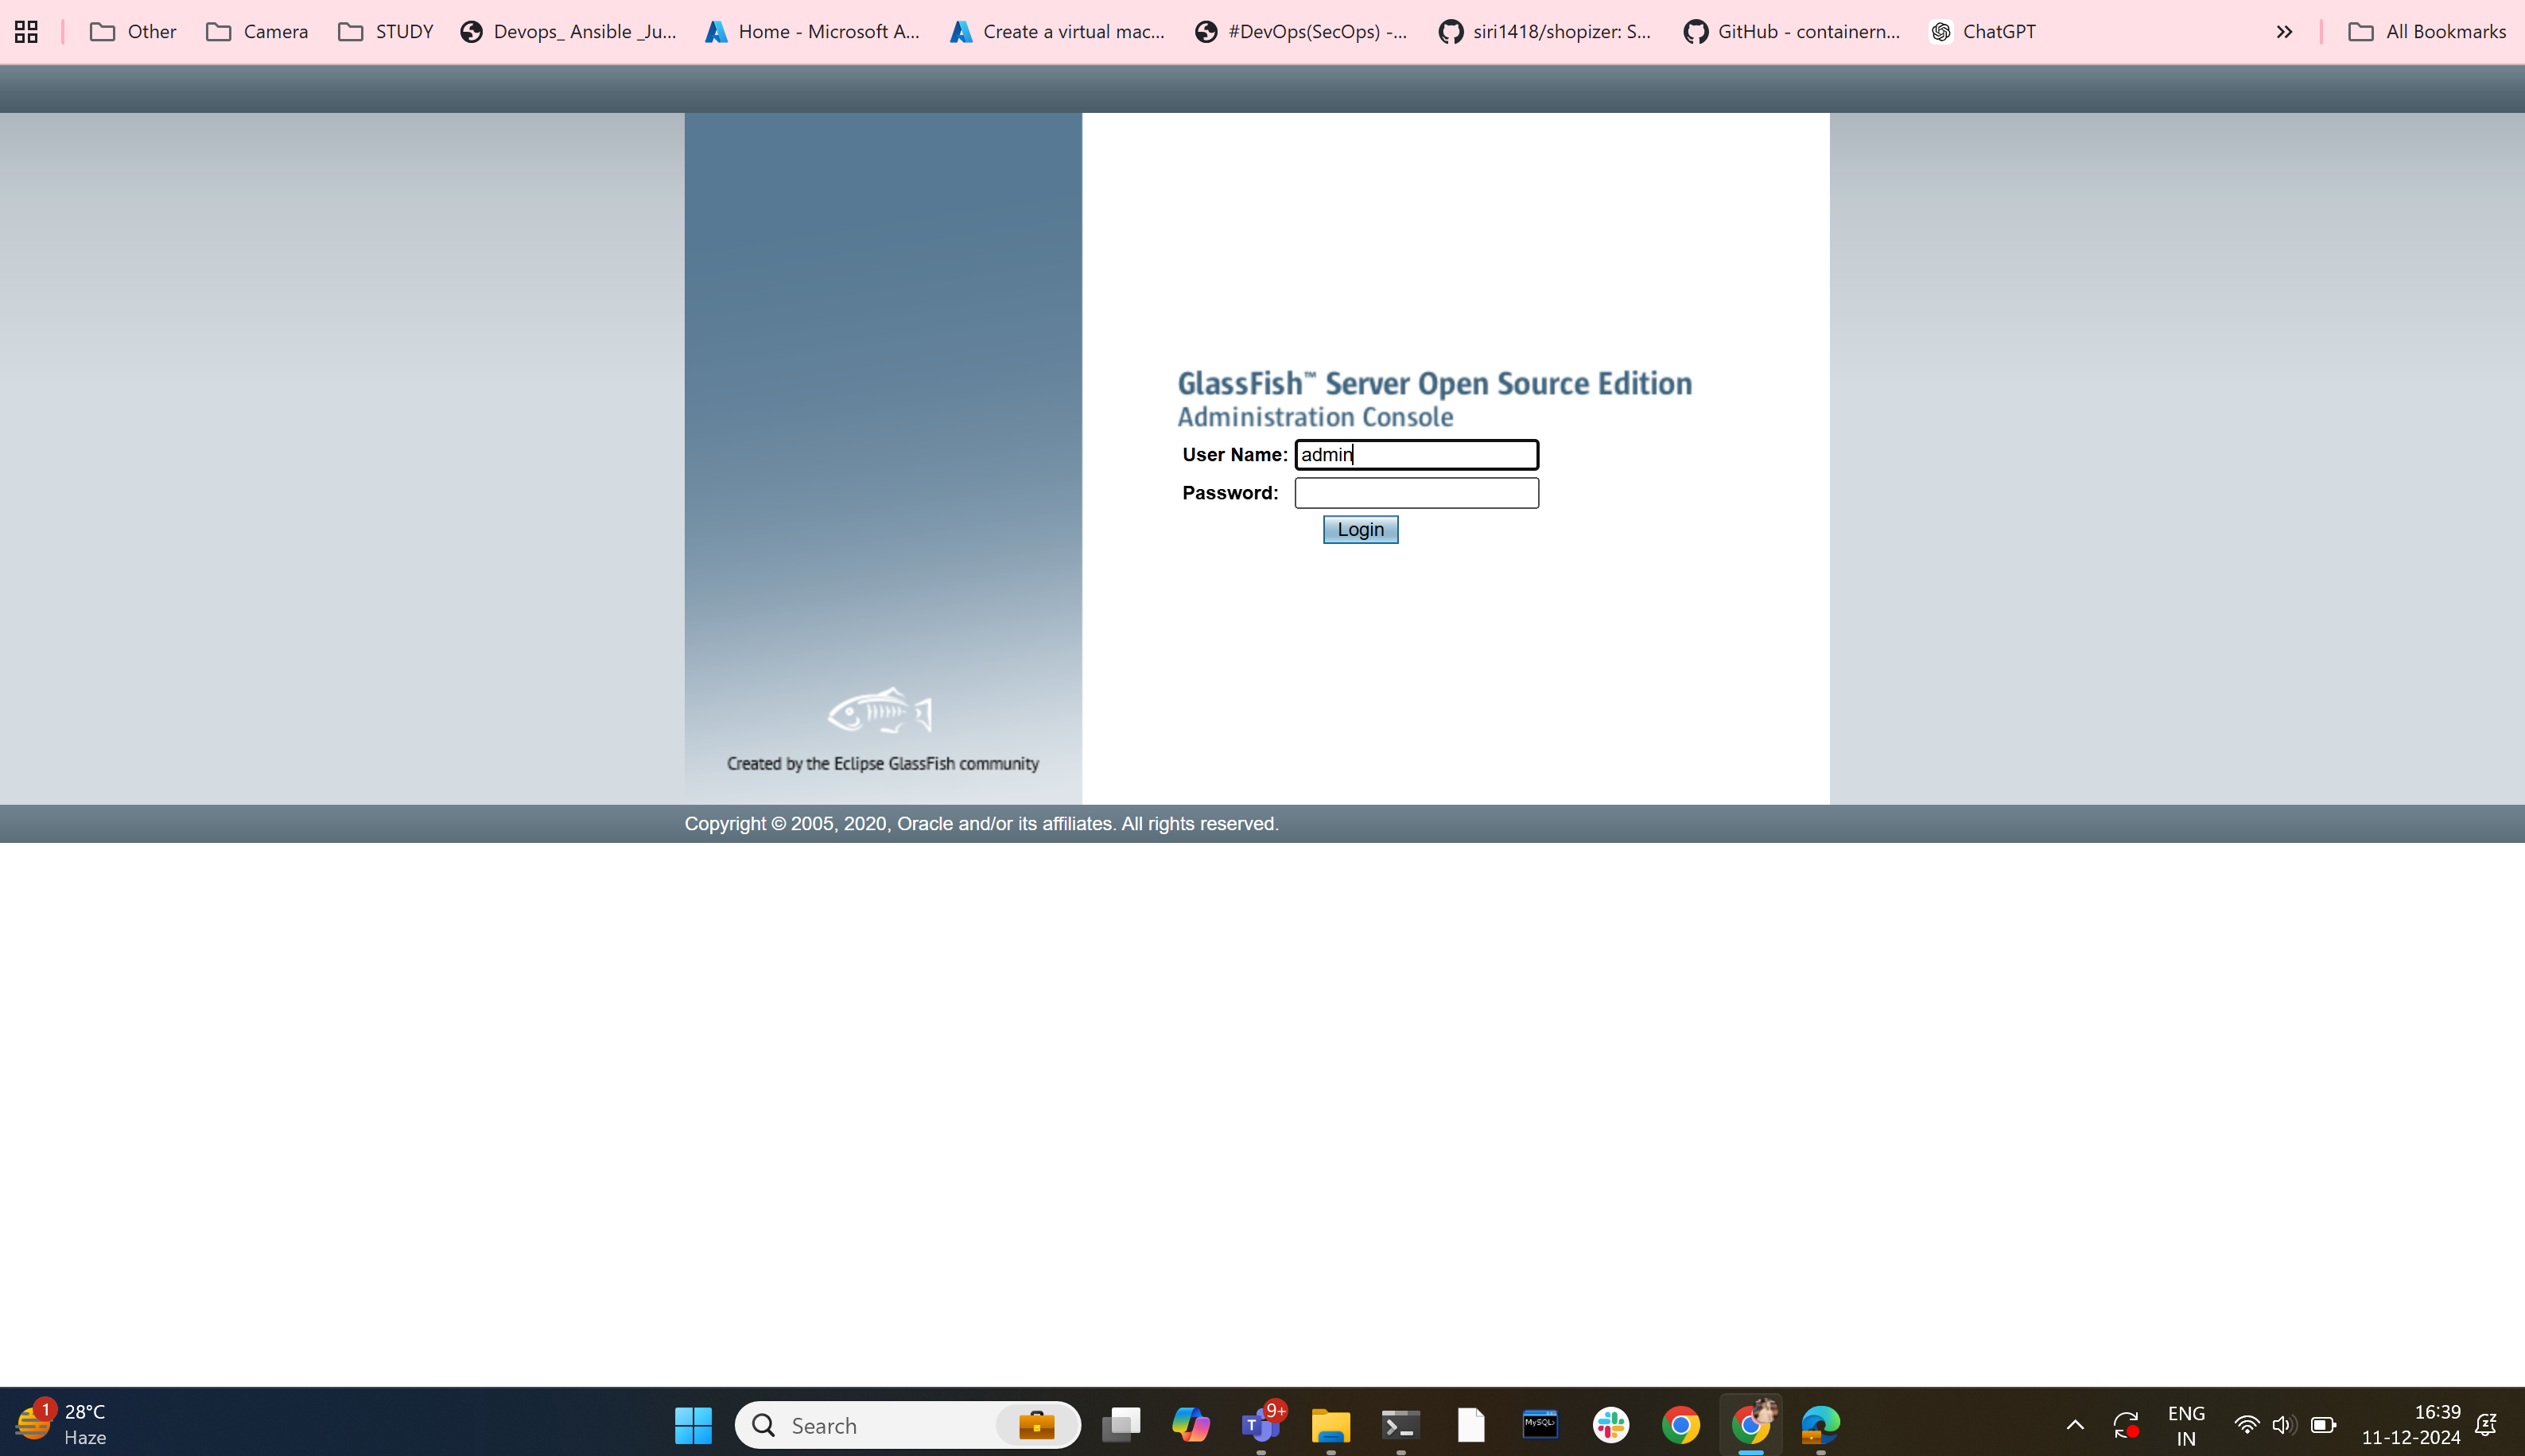 Other Camera STUDY Devops_ Ansible _Ju... Home - Microsoft A... Create a virtual mac... #DevOps(SecOps) -... siri1418/shopizer: S... GitHub - containern... ChatGPT » All Bookmarks
GlassFish™ Server Open Source Edition
Administration Console
User Name: admin
Password:
Login
Created by the Eclipse GlassFish community
Copyright © 2005, 2020, Oracle and/or its affiliates. All rights reserved.
1 28°C
Haze
Search
9+
T
MySQL>
ENG
IN
16:39
11-12-2024